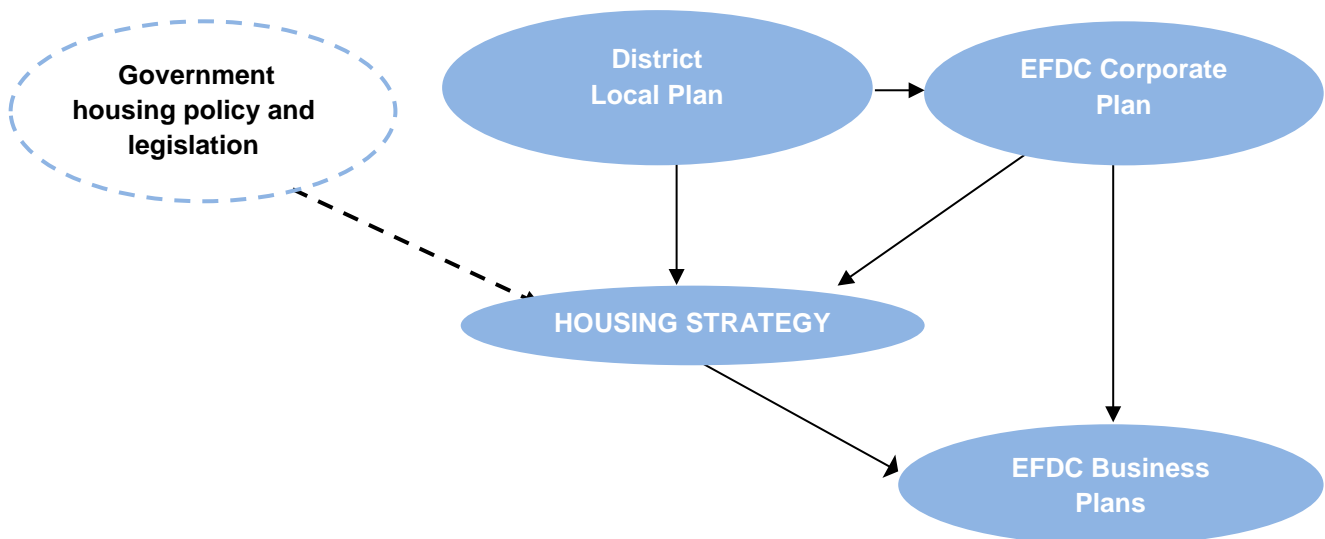 Government
housing policy and
legislation
District
Local Plan
EFDC Corporate
Plan
HOUSING STRATEGY
EFDC Business
Plans